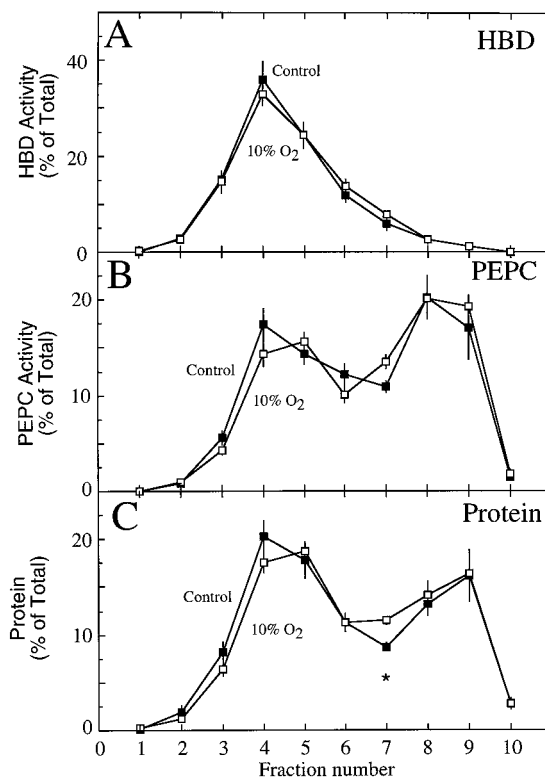 A
HBD
Control
10% O2
HBD Activity
(% of Total)
40
20
0
B
PEPC
Control
10% O2
PEPC Activity
(% of Total)
20
10
0
C
Protein
Control
10% O2
Protein
(% of Total)
20
10
0
*
0 1 2 3 4 5 6 7 8 9 10
Fraction number